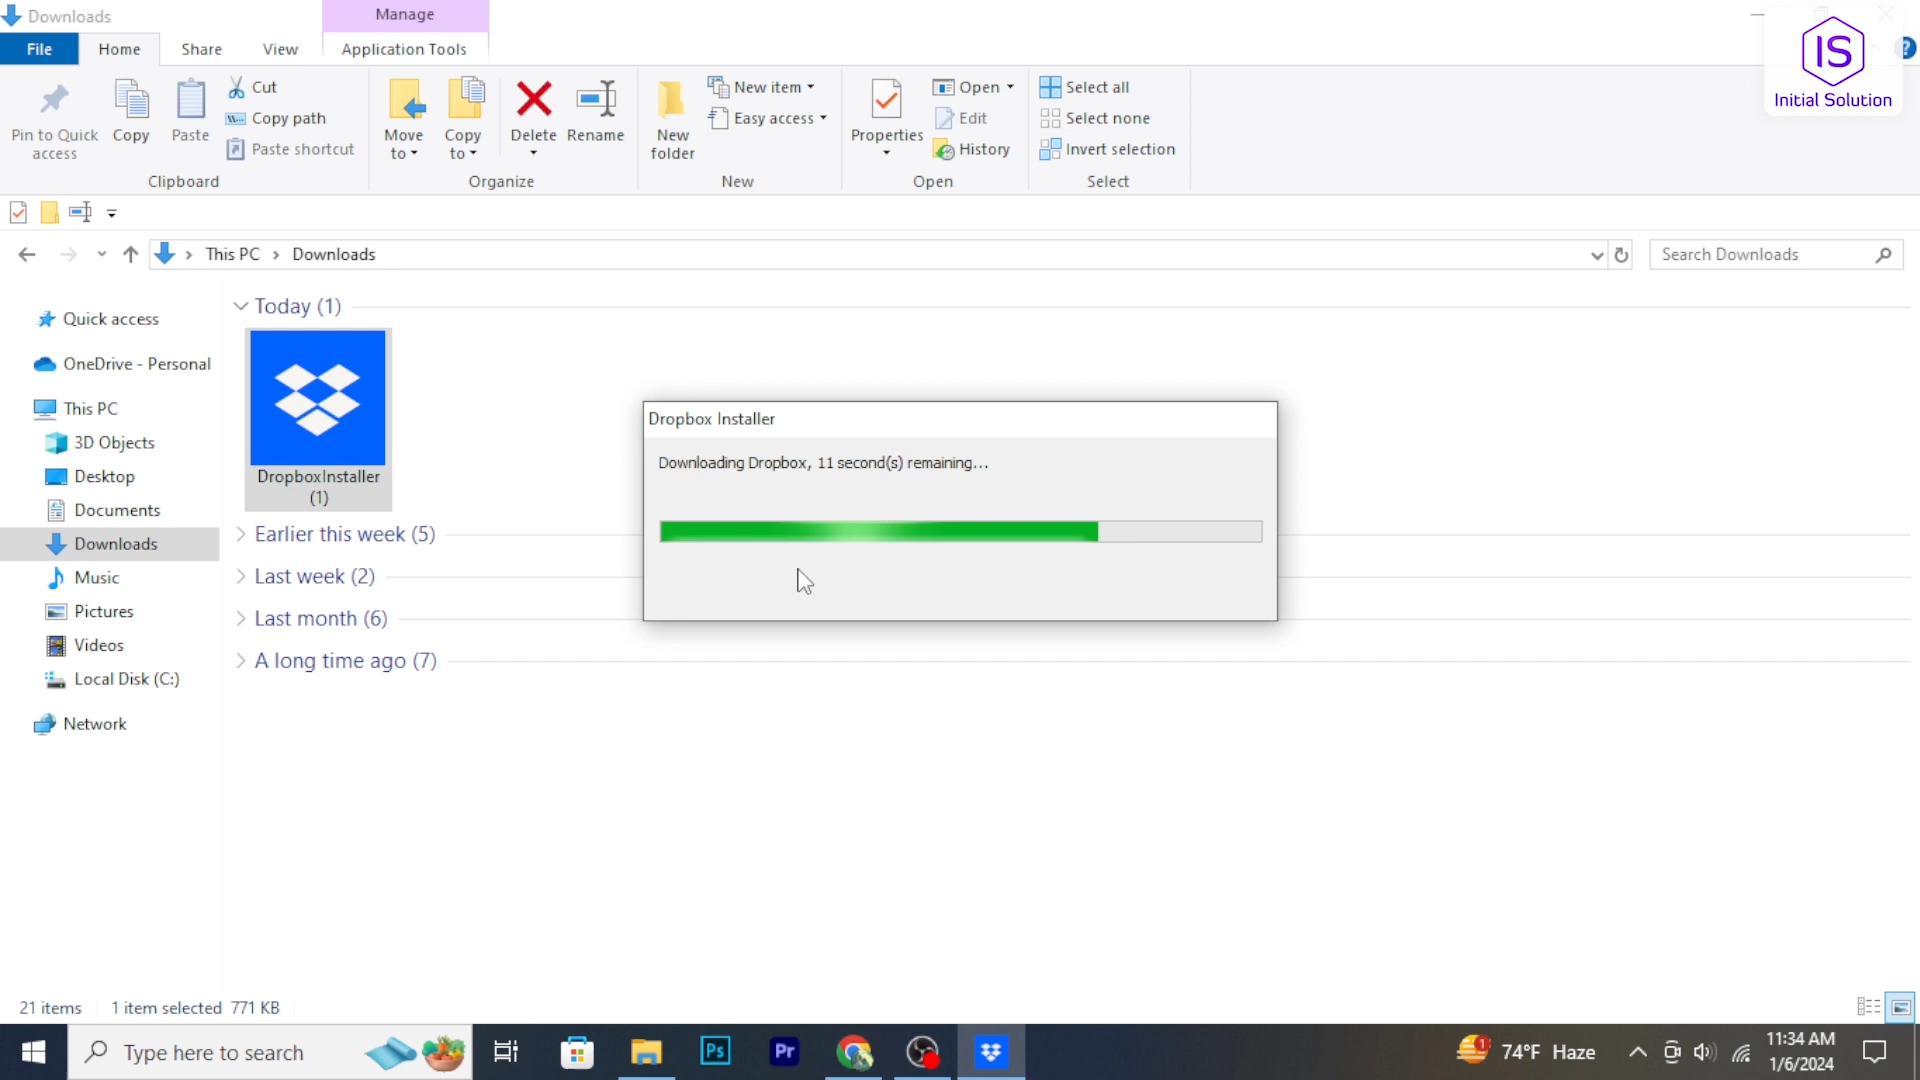 Downloads
Manage
File
Home
Share
View
Application Tools
Pin to Quick access
Copy
Paste
Cut
Copy path
Paste shortcut
Clipboard
Move to
Copy to
Delete
Rename
Organize
New folder
New item
Easy access
New
Properties
Open
Edit
History
Open
Select all
Select none
Invert selection
Select
IS
Initial Solution
This PC > Downloads
Search Downloads
Quick access
OneDrive - Personal
This PC
3D Objects
Desktop
Documents
Downloads
Music
Pictures
Videos
Local Disk (C:)
Network
Today (1)
DropboxInstaller
(1)
Earlier this week (5)
Last week (2)
Last month (6)
A long time ago (7)
Dropbox Installer
Downloading Dropbox, 11 second(s) remaining...
21 items
1 item selected 771 KB
Type here to search
Ps
Pr
1
74°F Haze
11:34 AM
1/6/2024